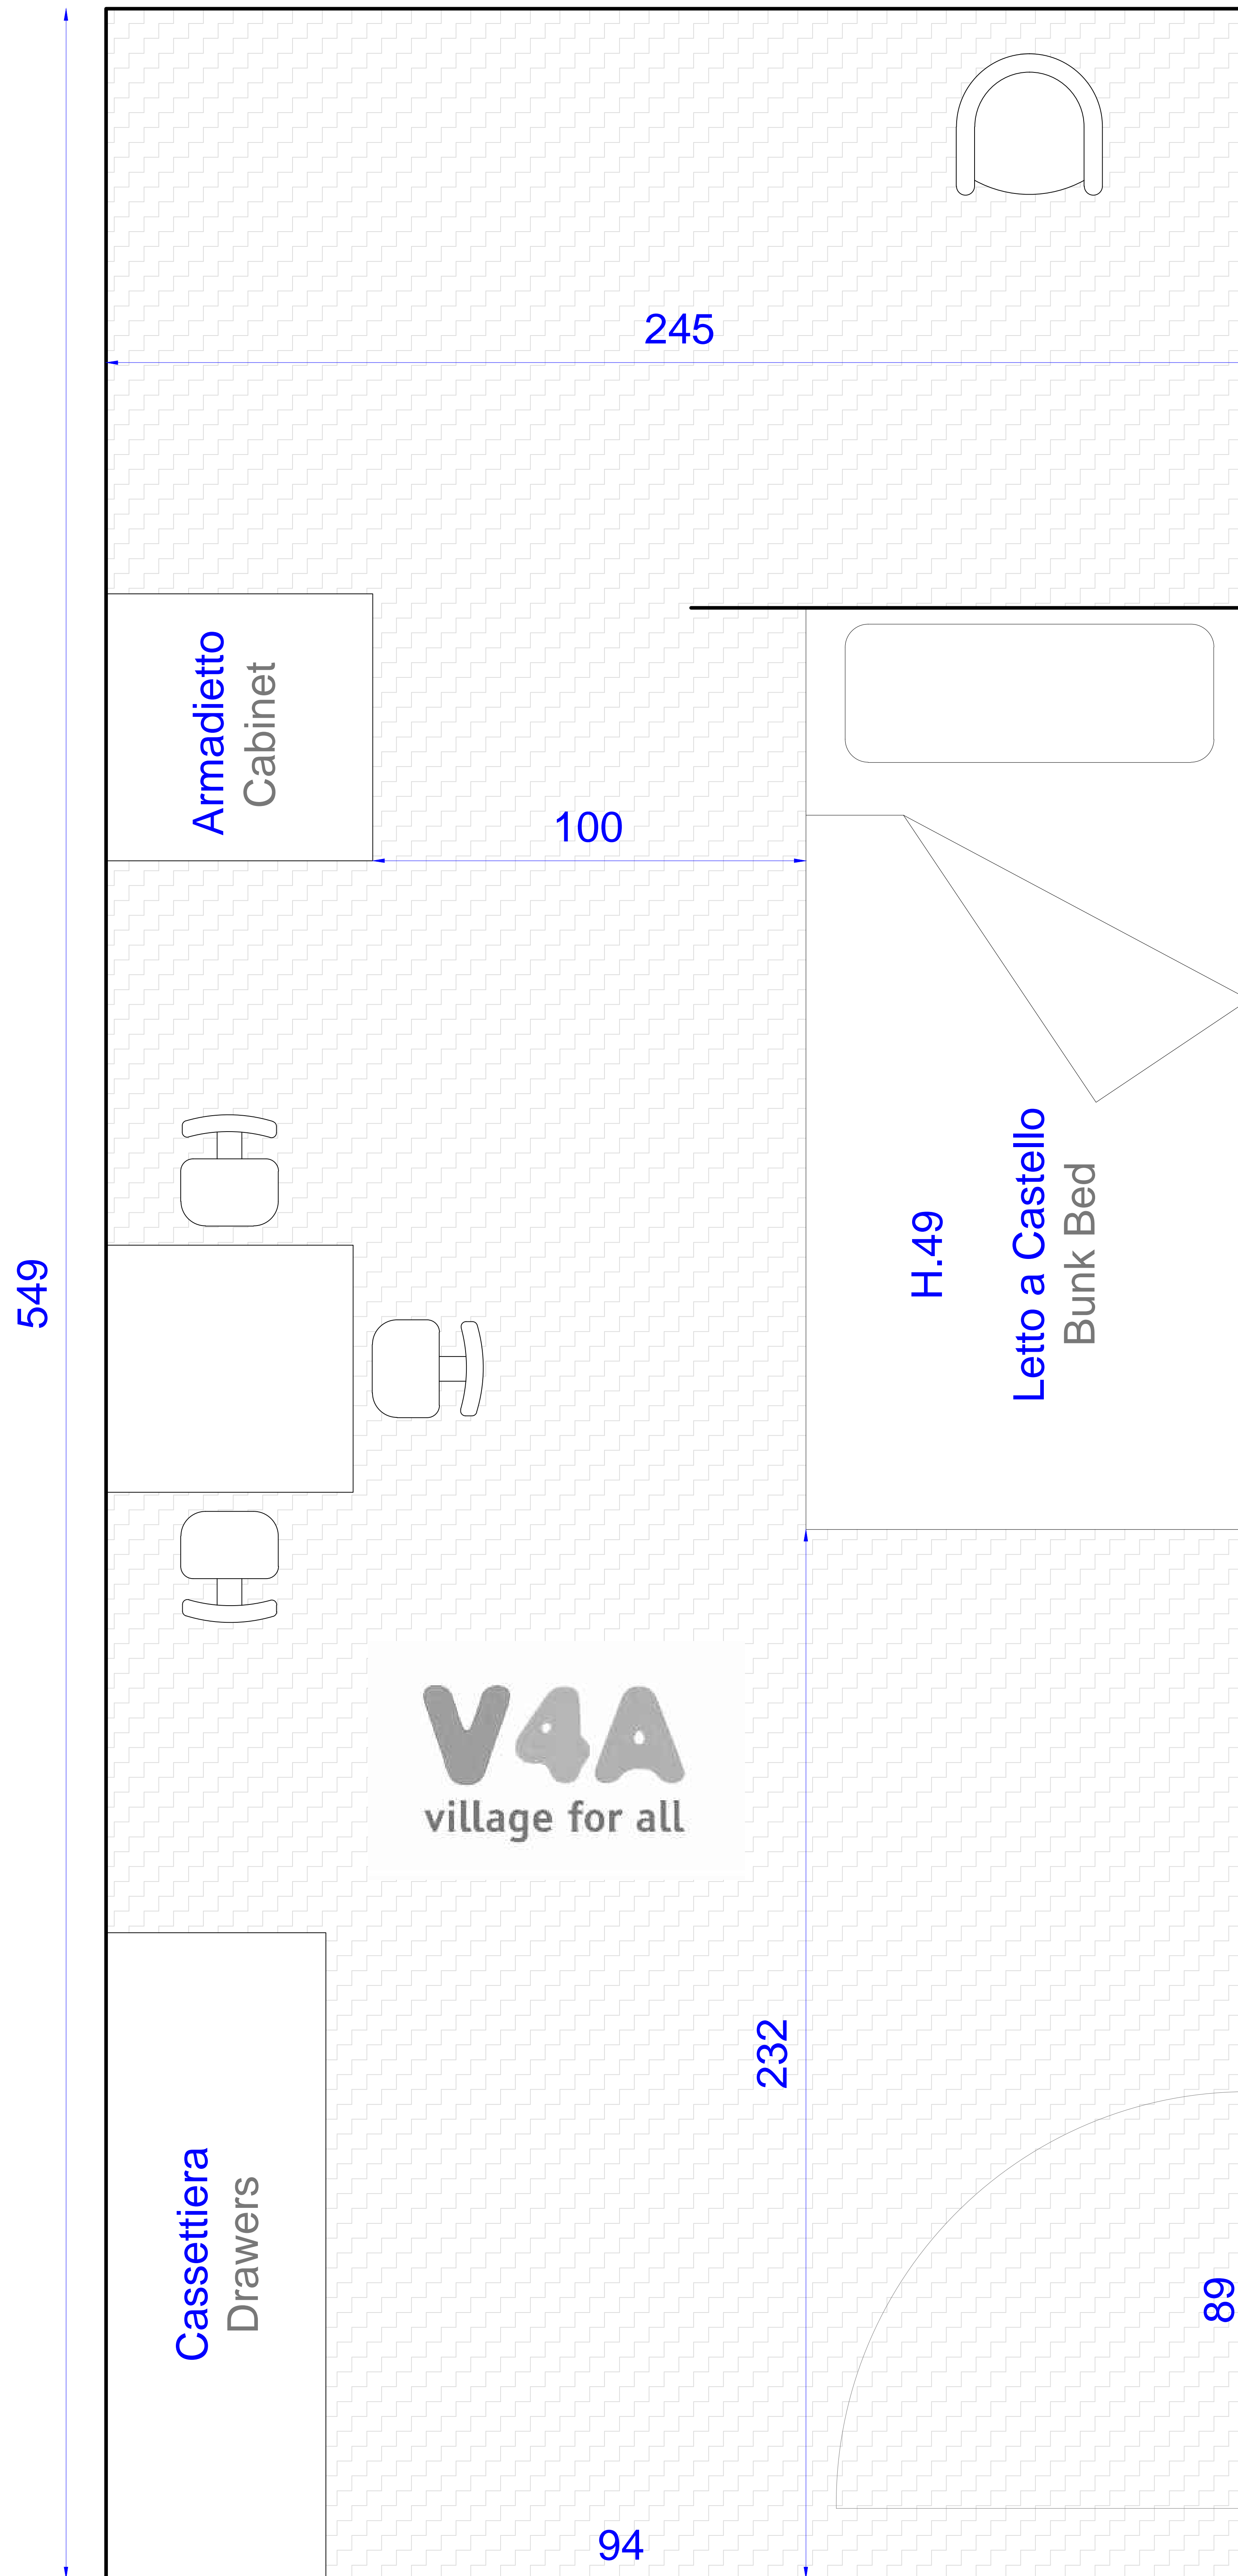 245
Armadietto
Cabinet
100
549
H.49
Letto a Castello
Bunk Bed
V4A
village for all
232
Cassettiera
Drawers
89
94